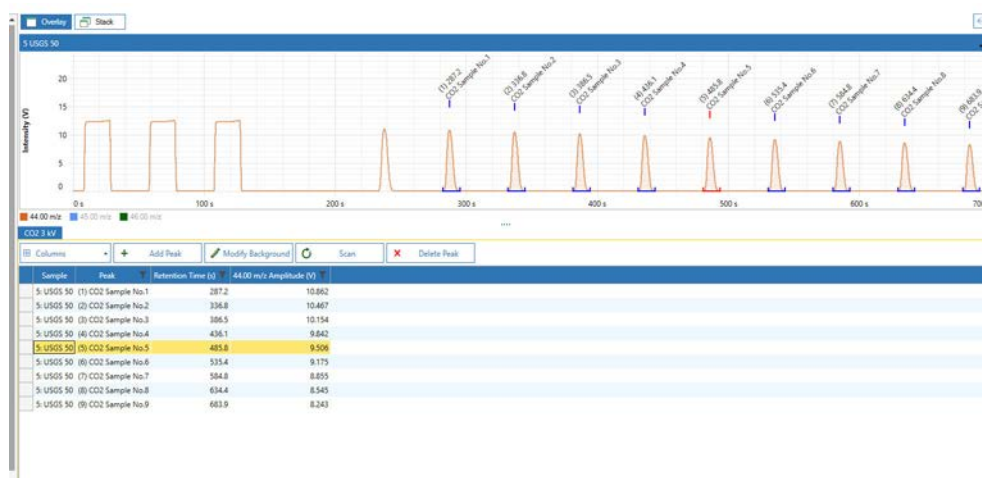 Overlay Stack
5 USGS 50
Intensity (V)
20
15
10
5
0
(1) 287.2 CO2 Sample No.1
(2) 336.8 CO2 Sample No.2
(3) 386.5 CO2 Sample No.3
(4) 436.1 CO2 Sample No.4
(5) 485.8 CO2 Sample No.5
(6) 535.4 CO2 Sample No.6
(7) 584.8 CO2 Sample No.7
(8) 634.4 CO2 Sample No.8
(9) 683.9 CO2 S
0 s 100 s 200 s 300 s 400 s 500 s 600 s 700
44.00 m/z 45.00 m/z 46.00 m/z
CO2 3 kV
Columns Add Peak Modify Background Scan Delete Peak
Sample Peak Retention Time (s) 44.00 m/z Amplitude (V)
5: USGS 50 (1) CO2 Sample No.1 287.2 10.862
5: USGS 50 (2) CO2 Sample No.2 336.8 10.467
5: USGS 50 (3) CO2 Sample No.3 386.5 10.154
5: USGS 50 (4) CO2 Sample No.4 436.1 9.842
5: USGS 50 (5) CO2 Sample No.5 485.8 9.506
5: USGS 50 (6) CO2 Sample No.6 535.4 9.175
5: USGS 50 (7) CO2 Sample No.7 584.8 8.855
5: USGS 50 (8) CO2 Sample No.8 634.4 8.545
5: USGS 50 (9) CO2 Sample No.9 683.9 8.243